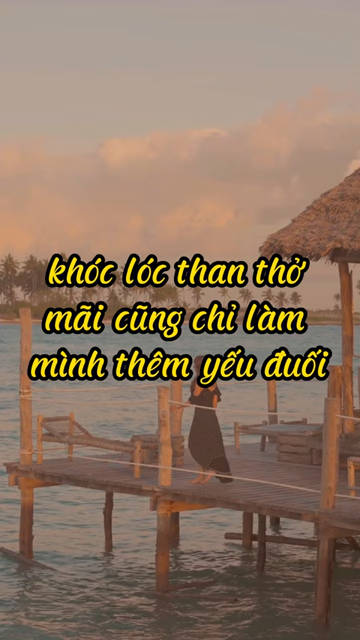 khóc lóc than thở
mãi cũng chỉ làm
mình thêm yếu đuối